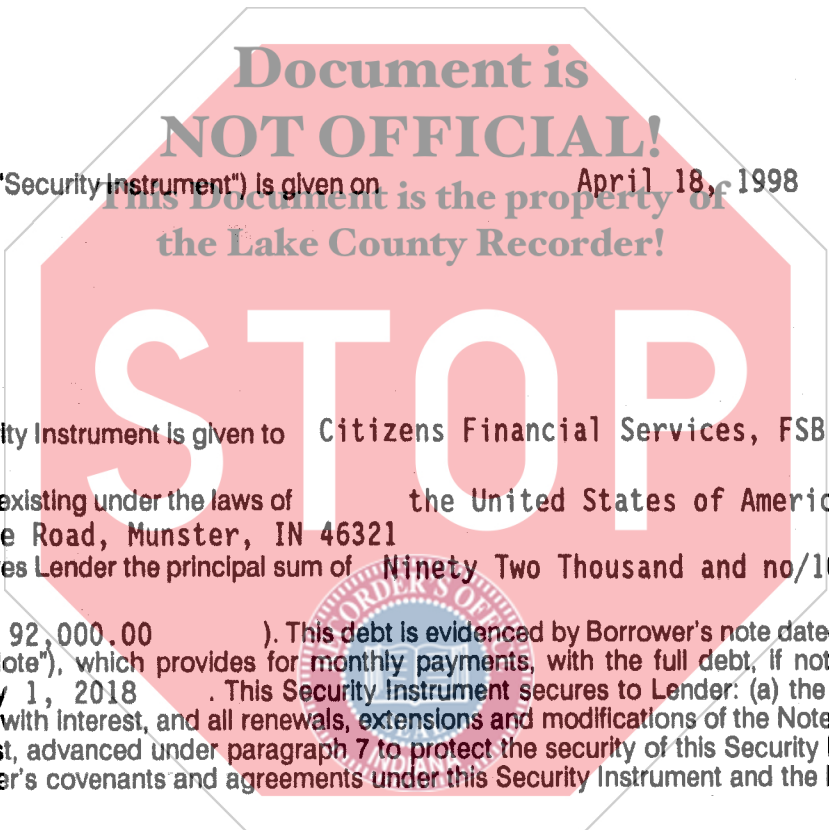 Document is
NOT OFFICIAL!
"Security Instrument") is given on April 18, 1998
This Document is the property of
the Lake County Recorder!
STOP
ity Instrument is given to Citizens Financial Services, FSB
existing under the laws of the United States of Americ
e Road, Munster, IN 46321
es Lender the principal sum of Ninety Two Thousand and no/1
92,000.00 ). This debt is evidenced by Borrower's note date
ote"), which provides for monthly payments, with the full debt, if not
y 1, 2018 . This Security Instrument secures to Lender: (a) the
with interest, and all renewals, extensions and modifications of the Note
st, advanced under paragraph 7 to protect the security of this Security
er's covenants and agreements under this Security Instrument and the
RECORDER'S OFFICE
SEAL
INDIANA